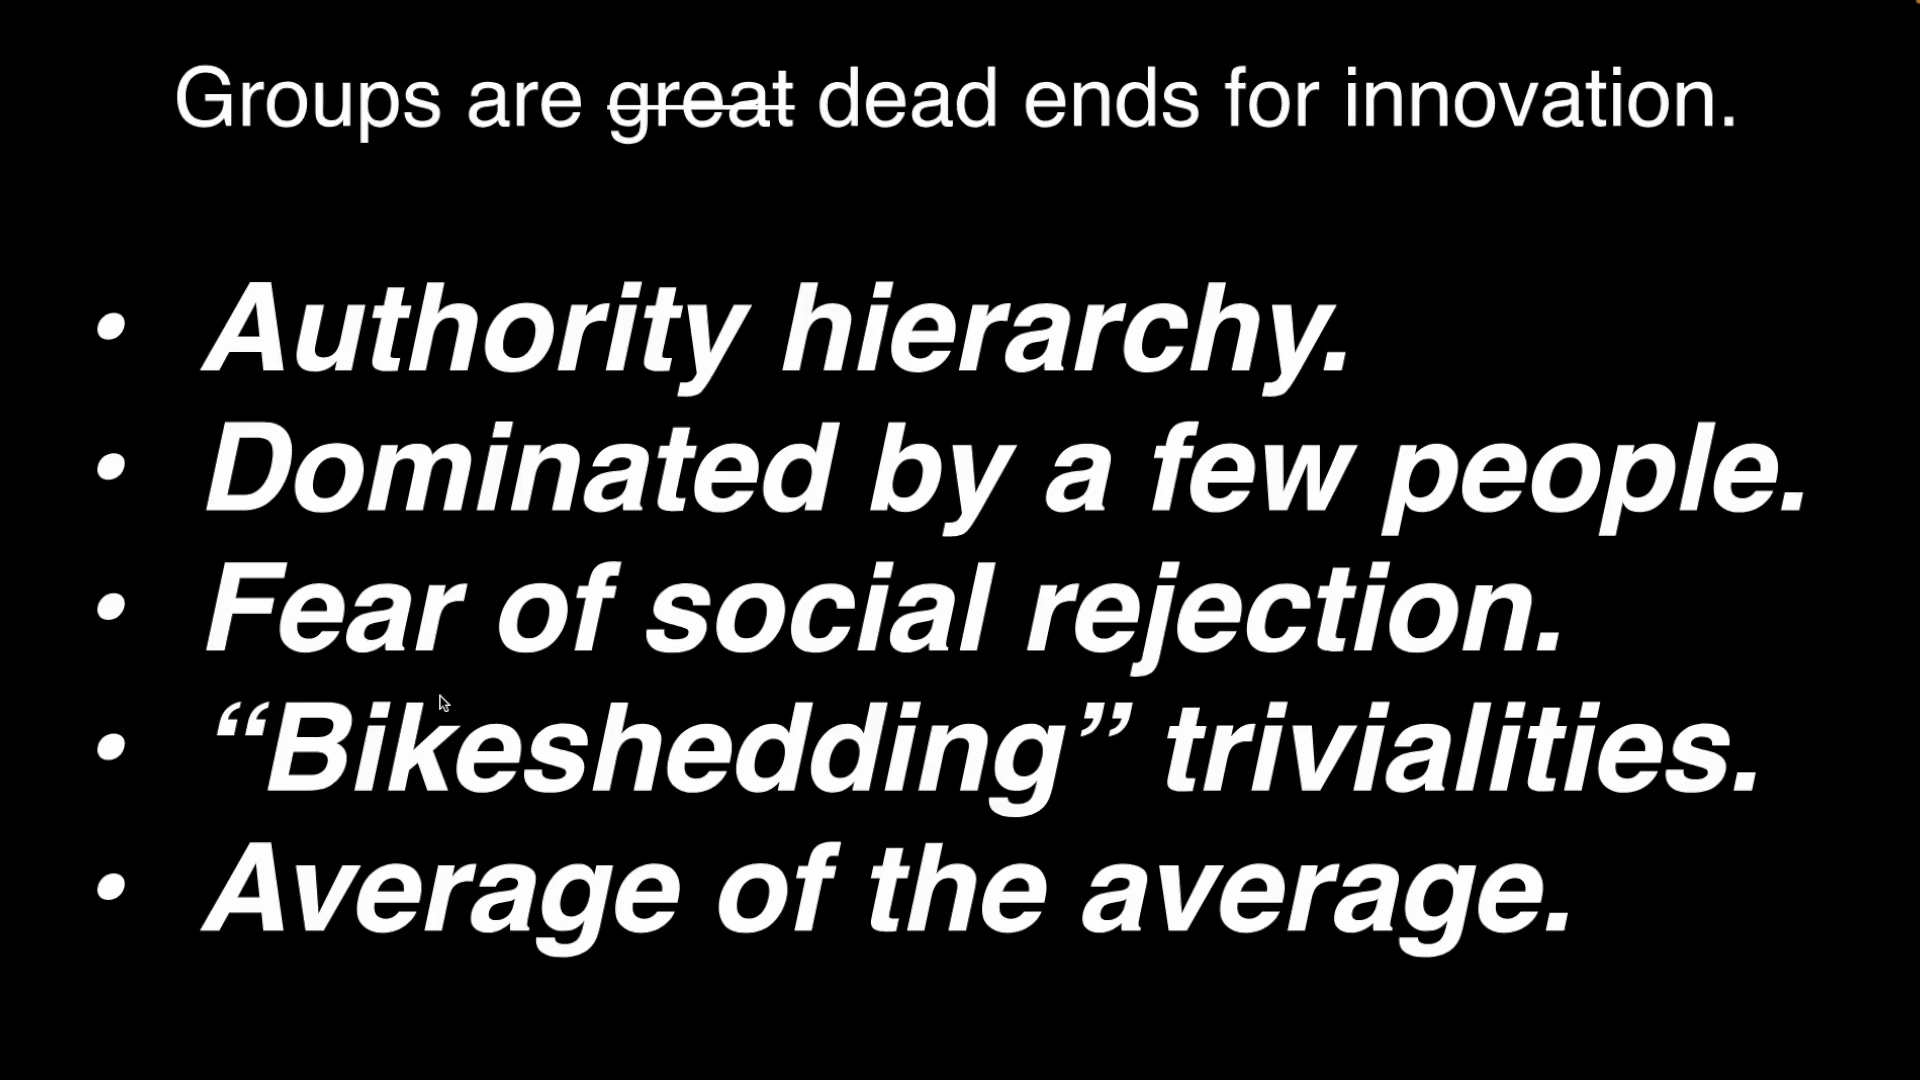 Groups are great dead ends for innovation.
• Authority hierarchy.
• Dominated by a few people.
• Fear of social rejection.
• “Bikeshedding” trivialities.
• Average of the average.